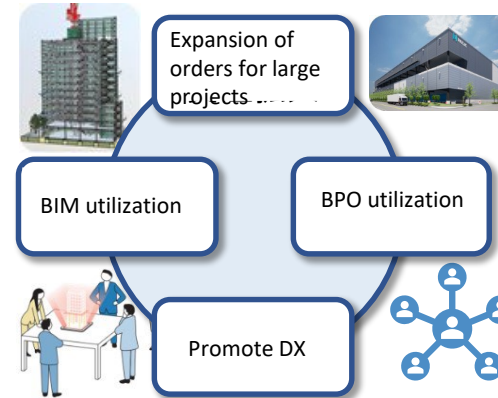 Expansion of
orders for large
projects
BIM utilization
BPO utilization
Promote DX